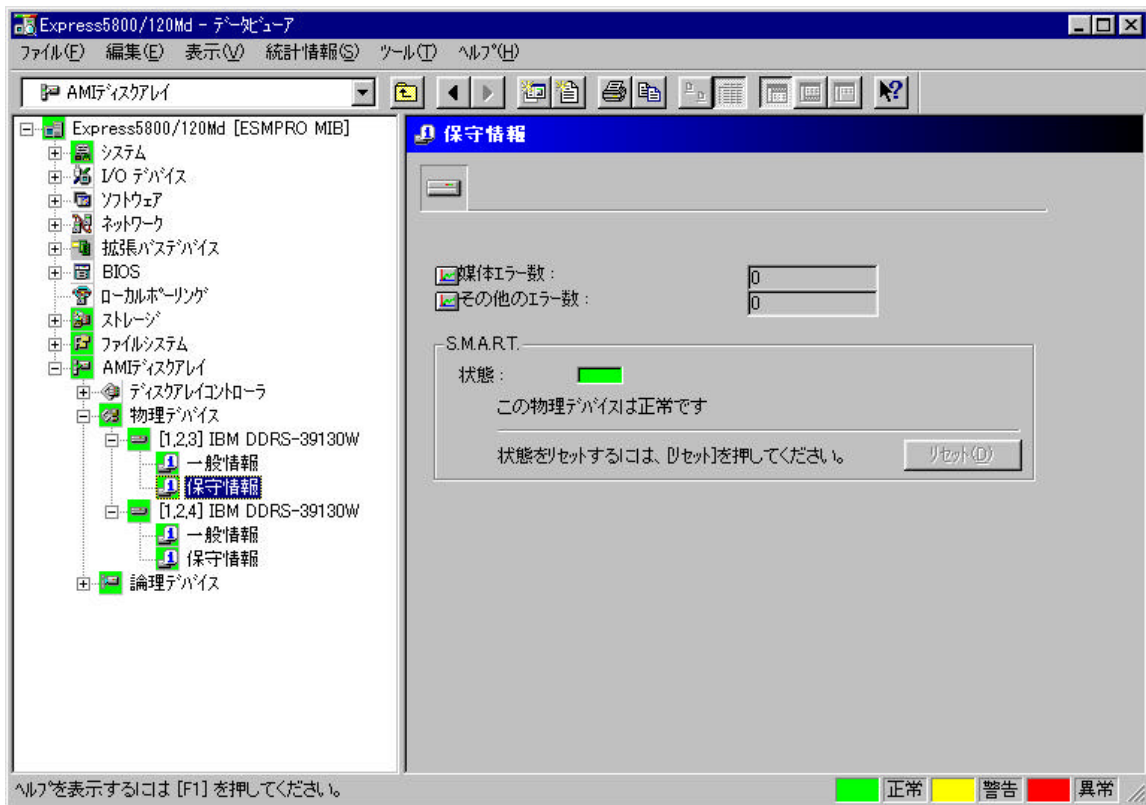 Express5800/120Md - ﾃﾞｰﾀﾋﾞｭｰｱ
ﾌｧｲﾙ(F) 編集(E) 表示(V) 統計情報(S) ﾂｰﾙ(T) ﾍﾙﾌﾟ(H)
AMIﾃﾞｨｽｸｱﾚｲ
Express5800/120Md [ESMPRO MIB]
ｼｽﾃﾑ
I/O ﾃﾞﾊﾞｲｽ
ｿﾌﾄｳｪｱ
ﾈｯﾄﾜｰｸ
拡張ﾊﾞｽﾃﾞﾊﾞｲｽ
BIOS
ﾛｰｶﾙﾎﾟｰﾘﾝｸﾞ
ｽﾄﾚｰｼﾞ
ﾌｧｲﾙｼｽﾃﾑ
AMIﾃﾞｨｽｸｱﾚｲ
ﾃﾞｨｽｸｱﾚｲｺﾝﾄﾛｰﾗ
物理ﾃﾞﾊﾞｲｽ
[1,2,3] IBM DDRS-39130W
一般情報
保守情報
[1,2,4] IBM DDRS-39130W
一般情報
保守情報
論理ﾃﾞﾊﾞｲｽ
保守情報
媒体ｴﾗｰ数 : 0
その他のｴﾗｰ数 : 0
S.M.A.R.T.
状態 :
この物理ﾃﾞﾊﾞｲｽは正常です
状態をﾘｾｯﾄするには、[ﾘｾｯﾄ]を押してください。 ﾘｾｯﾄ(D)
ﾍﾙﾌﾟを表示するには [F1] を押してください。 正常 警告 異常